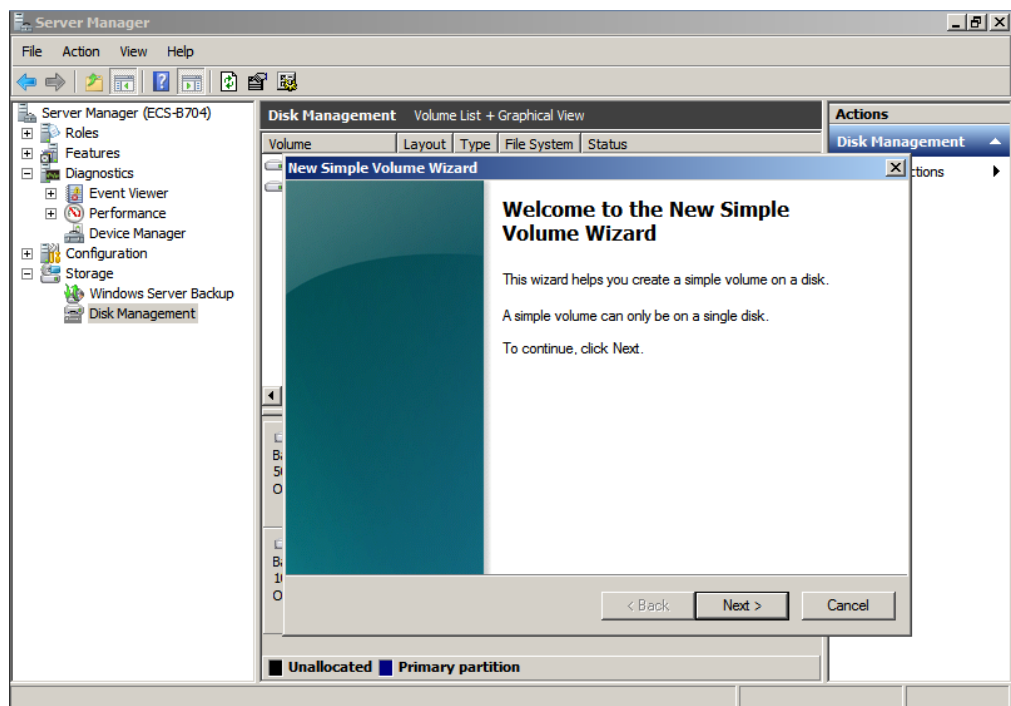 Server Manager
File Action View Help
Server Manager (ECS-B704)
Roles
Features
Diagnostics
Event Viewer
Performance
Device Manager
Configuration
Storage
Windows Server Backup
Disk Management
Disk Management Volume List + Graphical View
Volume Layout Type File System Status
New Simple Volume Wizard
Welcome to the New Simple
Volume Wizard
This wizard helps you create a simple volume on a disk.
A simple volume can only be on a single disk.
To continue, click Next.
< Back Next > Cancel
Unallocated Primary partition
Actions
Disk Management